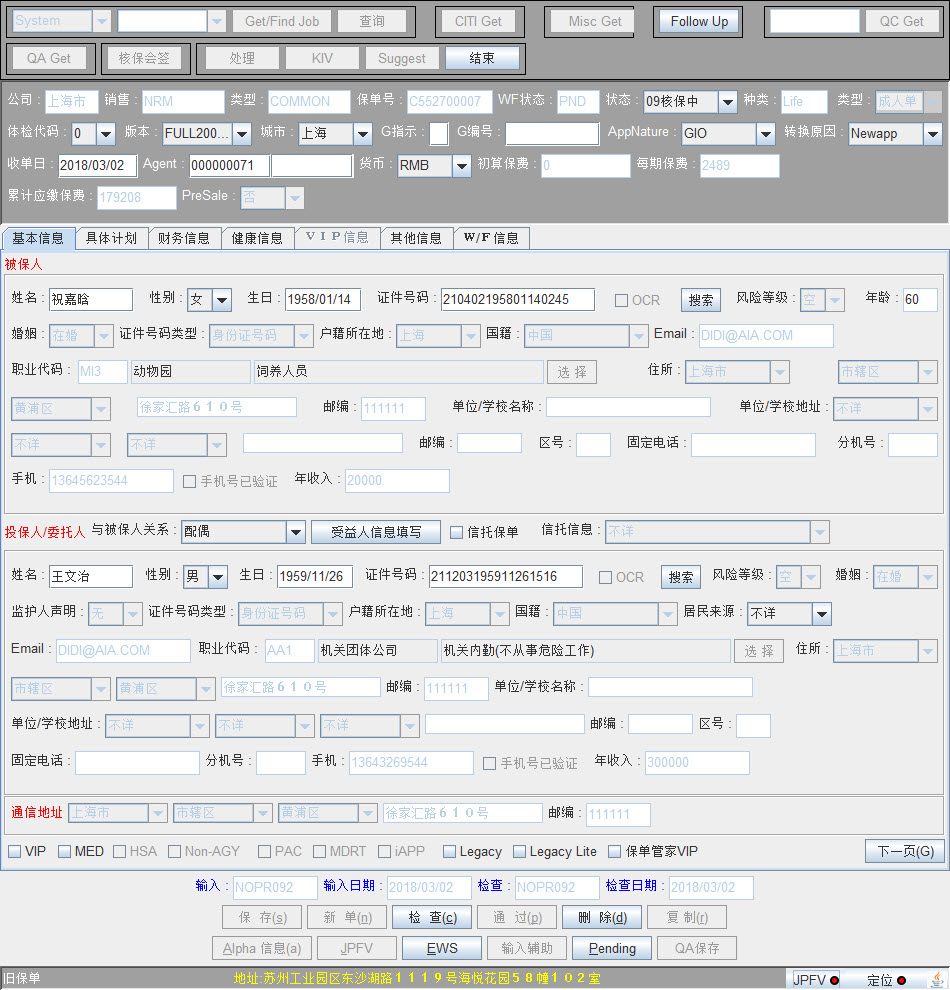 System Get/Find Job 查询 CITI Get Misc Get Follow Up QC Get
QA Get 核保会签 处理 KIV Suggest 结束
公司 : 上海市 销售 : NRM 类型 : COMMON 保单号 : C552700007 WF状态 : PND 状态 : 09核保中 种类 : Life 类型 : 成人单
体检代码 : 0 版本 : FULL200... 城市 : 上海 G指示 : G编号 : AppNature : GIO 转换原因 : Newapp
收单日 : 2018/03/02 Agent : 000000071 货币 : RMB 初算保费 : 0 每期保费 : 2489
累计应缴保费 : 179208 PreSale : 否
基本信息 具体计划 财务信息 健康信息 ＶＩＰ信息 其他信息 W/F 信息
被保人
姓名 : 祝嘉晗 性别 : 女 生日 : 1958/01/14 证件号码 : 210402195801140245 OCR 搜索 风险等级 : 空 年龄 : 60
婚姻 : 在婚 证件号码类型 : 身份证号码 户籍所在地 : 上海 国籍 : 中国 Email : DIDI@AIA.COM
职业代码 : MI3 动物园 饲养人员 选 择 住所 : 上海市 市辖区
黄浦区 徐家汇路６１０号 邮编 : 111111 单位/学校名称 : 单位/学校地址 : 不详
不详 不详 邮编 : 区号 : 固定电话 : 分机号 :
手机 : 13645623544 手机号已验证 年收入 : 20000
投保人/委托人 与被保人关系 : 配偶 受益人信息填写 信托保单 信托信息 : 不详
姓名 : 王文治 性别 : 男 生日 : 1959/11/26 证件号码 : 211203195911261516 OCR 搜索 风险等级 : 空 婚姻 : 在婚
监护人声明 : 无 证件号码类型 : 身份证号码 户籍所在地 : 上海 国籍 : 中国 居民来源 : 不详
Email : DIDI@AIA.COM 职业代码 : AA1 机关团体公司 机关内勤(不从事危险工作) 选 择 住所 : 上海市
市辖区 黄浦区 徐家汇路６１０号 邮编 : 111111 单位/学校名称 :
单位/学校地址 : 不详 不详 不详 邮编 : 区号 :
固定电话 : 分机号 : 手机 : 13643269544 手机号已验证 年收入 : 300000
通信地址 上海市 市辖区 黄浦区 徐家汇路６１０号 邮编 : 111111
VIP MED HSA Non-AGY PAC MDRT iAPP Legacy Legacy Lite 保单管家VIP 下一页(G)
输入 : NOPR092 输入日期 : 2018/03/02 检查 : NOPR092 检查日期 : 2018/03/02
保 存(s) 新 单(n) 检 查(c) 通 过(p) 删 除(d) 复 制(r)
Alpha 信息(a) JPFV EWS 输入辅助 Pending QA保存
旧保单 地址:苏州工业园区东沙湖路１１１９号海悦花园５８幢１０２室 JPFV 定位